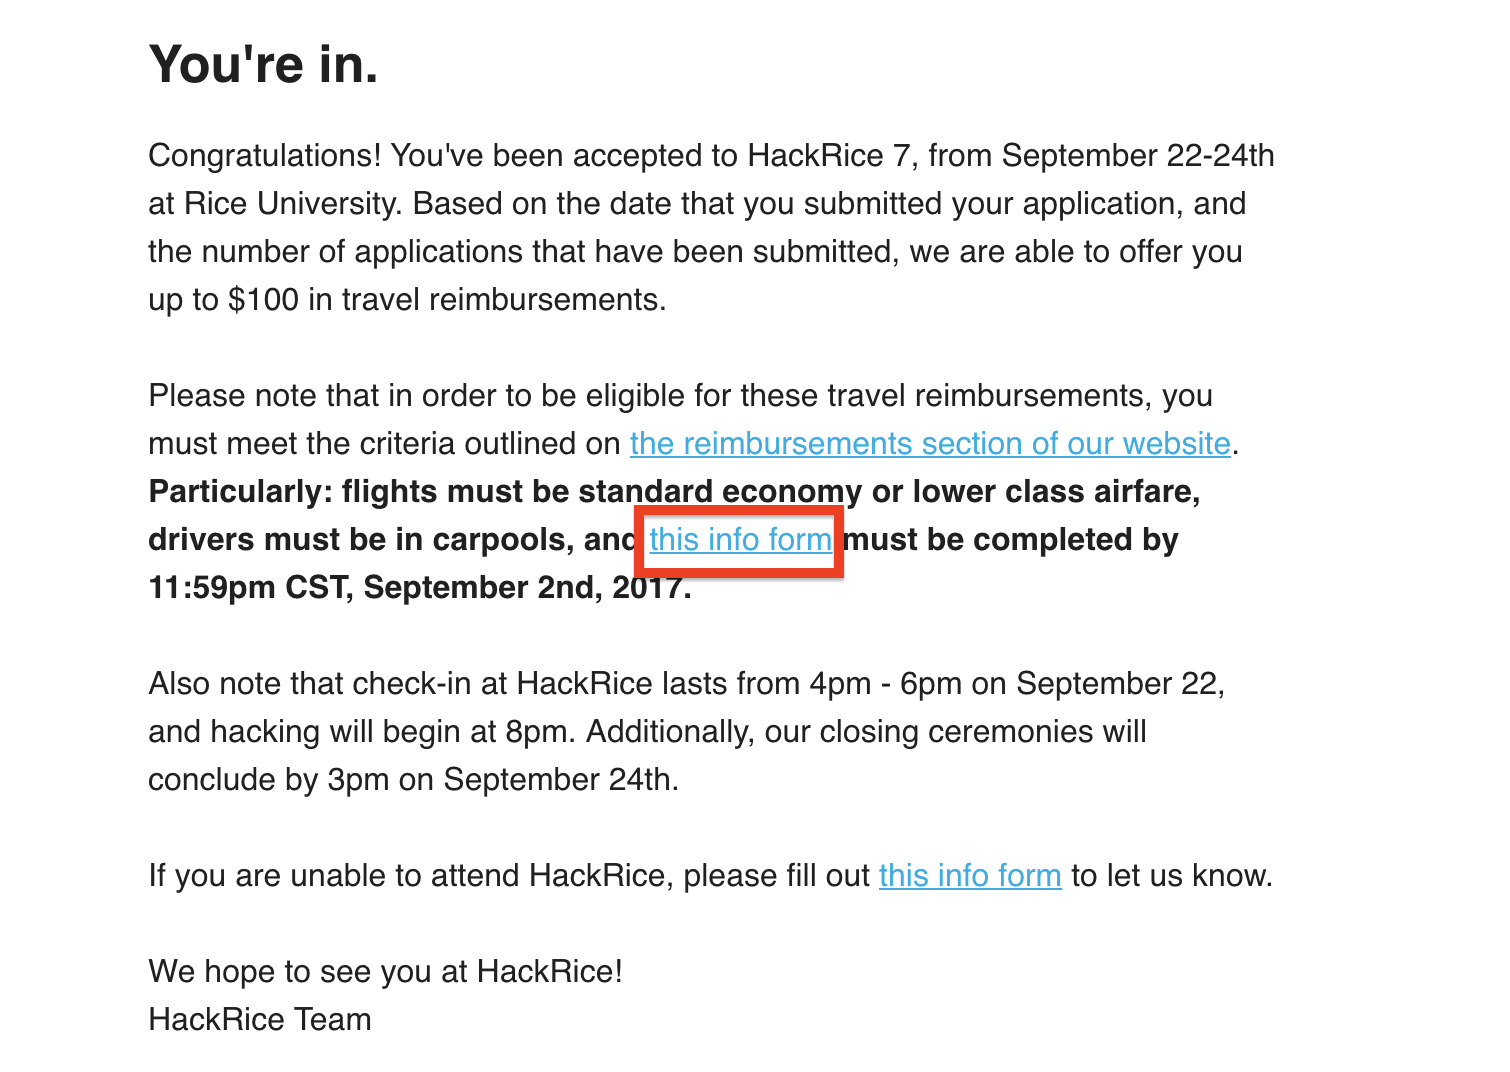 You're in.
Congratulations! You've been accepted to HackRice 7, from September 22-24th
at Rice University. Based on the date that you submitted your application, and
the number of applications that have been submitted, we are able to offer you
up to $100 in travel reimbursements.
Please note that in order to be eligible for these travel reimbursements, you
must meet the criteria outlined on the reimbursements section of our website.
Particularly: flights must be standard economy or lower class airfare,
drivers must be in carpools, and this info form must be completed by
11:59pm CST, September 2nd, 2017.
Also note that check-in at HackRice lasts from 4pm - 6pm on September 22,
and hacking will begin at 8pm. Additionally, our closing ceremonies will
conclude by 3pm on September 24th.
If you are unable to attend HackRice, please fill out this info form to let us know.
We hope to see you at HackRice!
HackRice Team